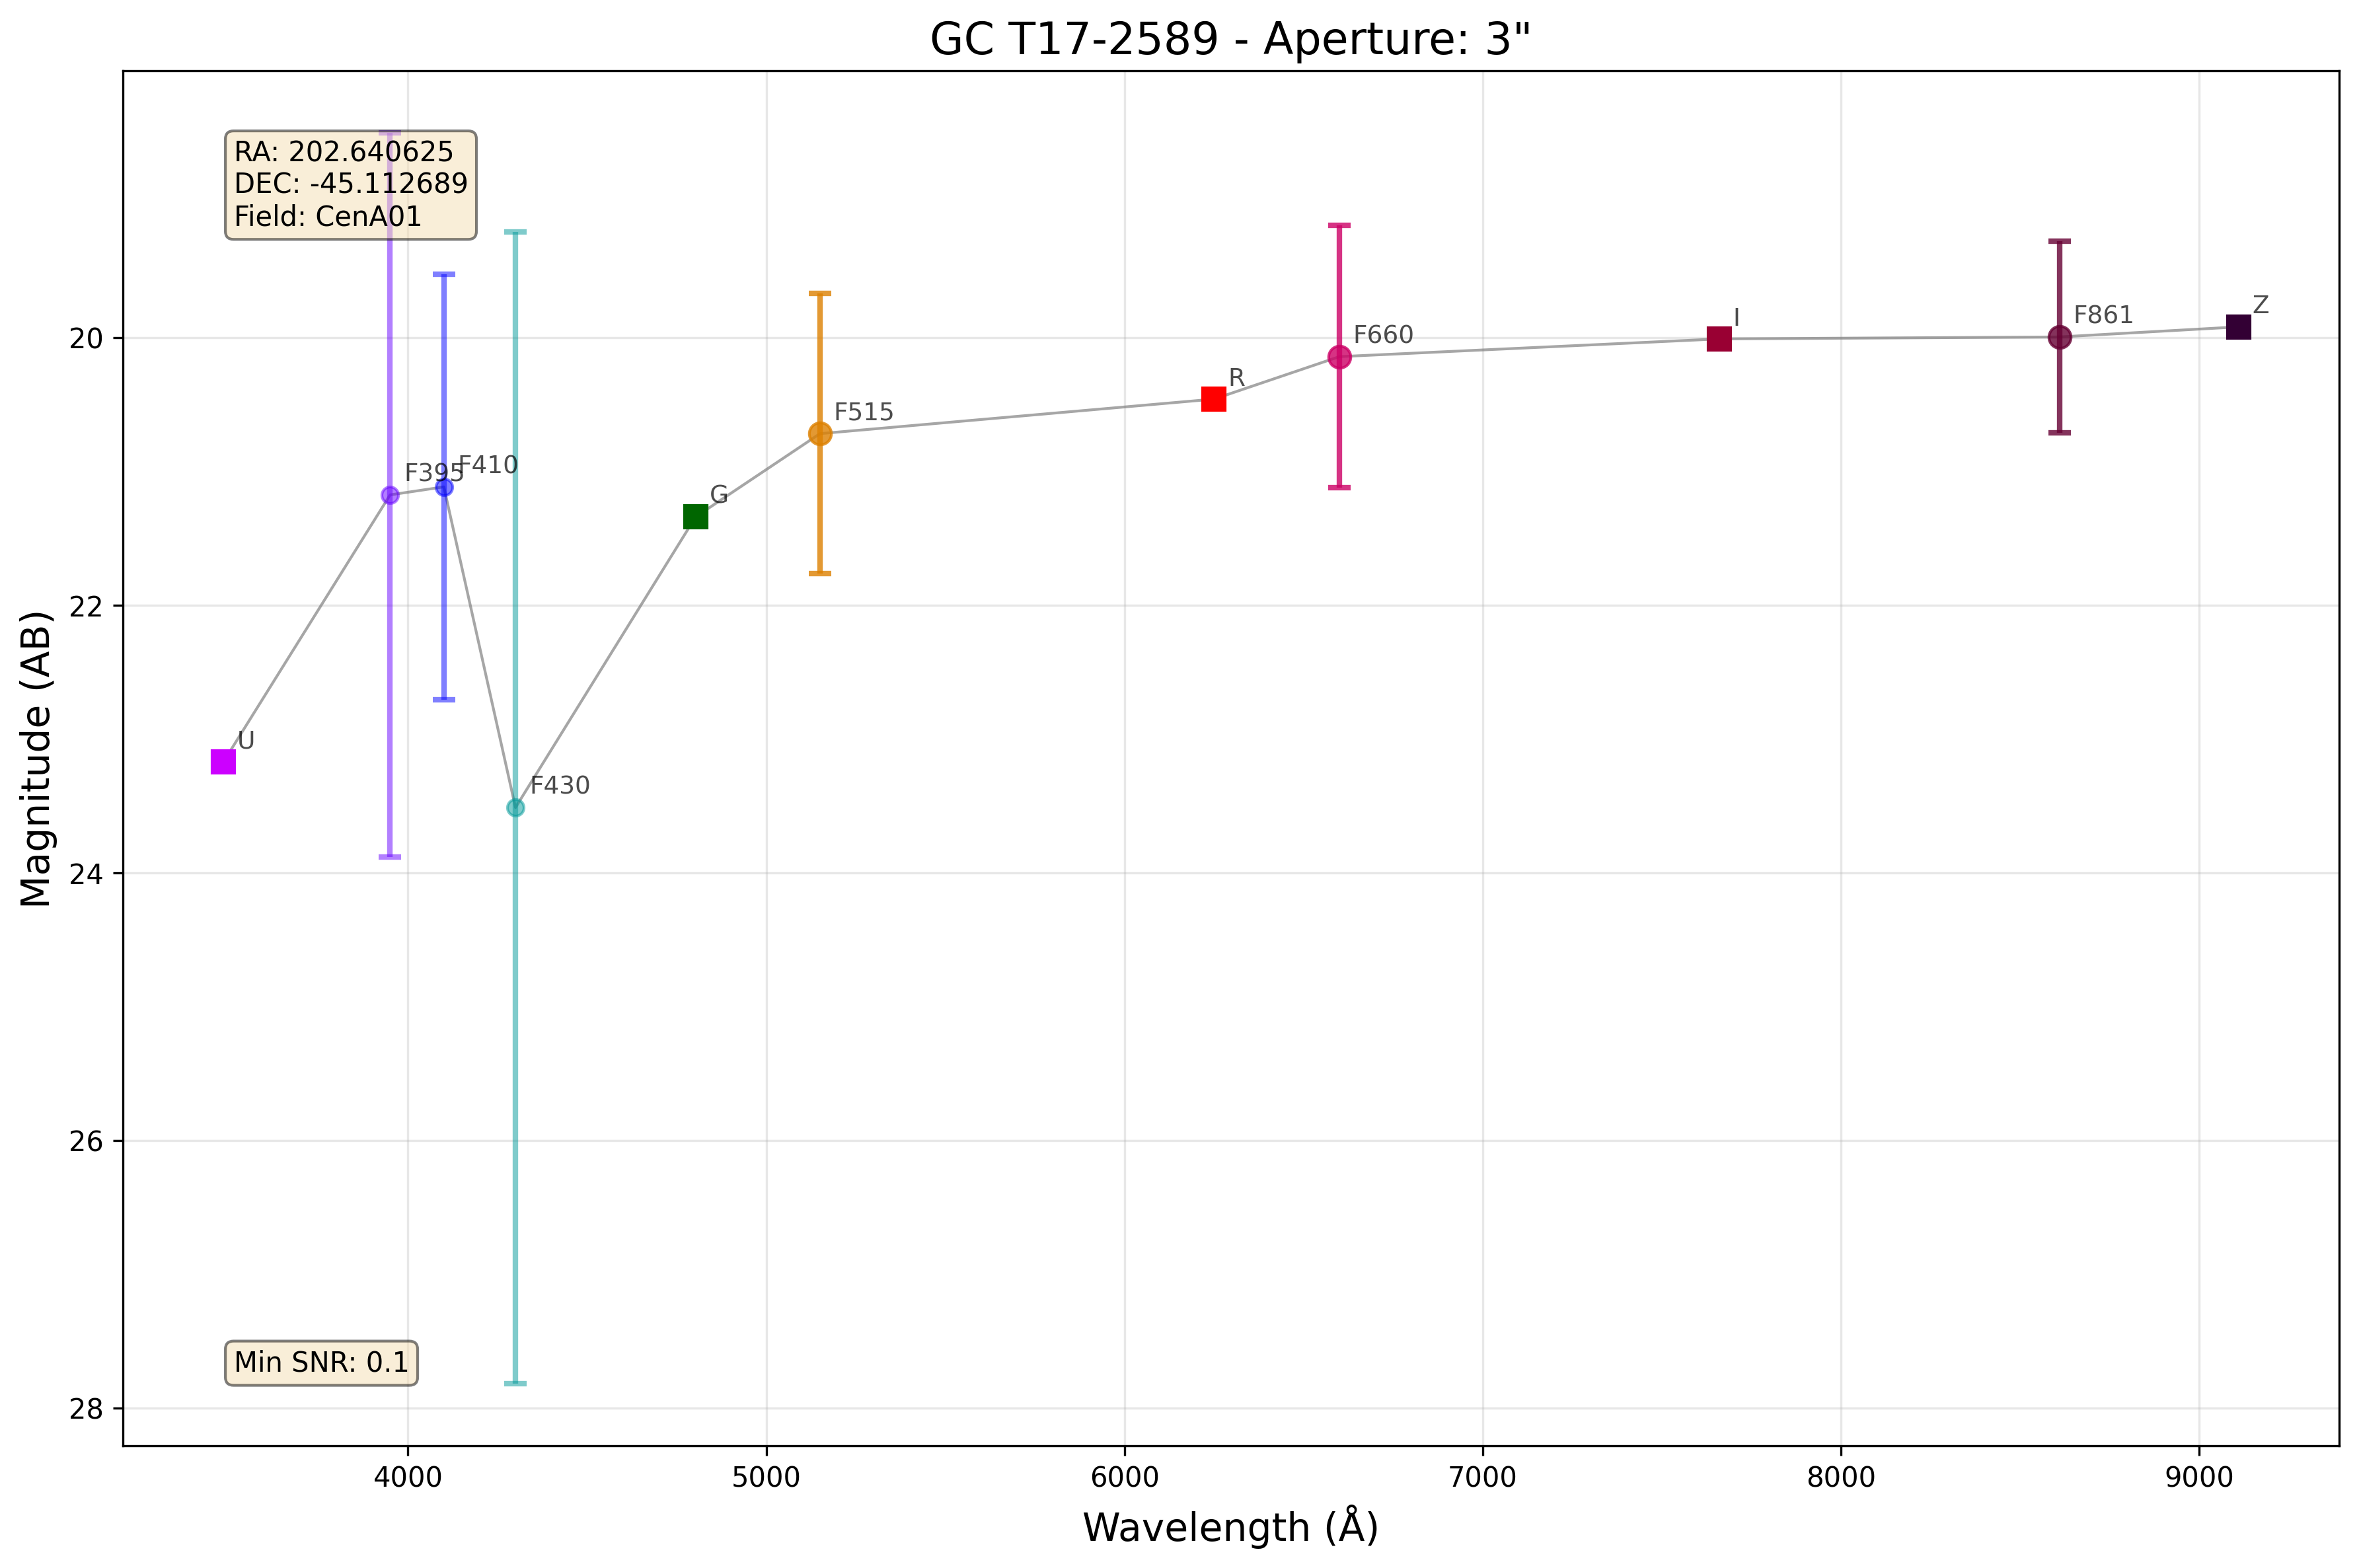 GC T17-2589 - Aperture: 3"
RA: 202.640625
DEC: -45.112689
Field: CenA01
Z
F861
I
F660
20
R
F515
F395
F410
G
22
U
F430
24
26
Min SNR: 0.1
28
Magnitude (AB)
4000
5000
6000
7000
8000
9000
Wavelength (Å)